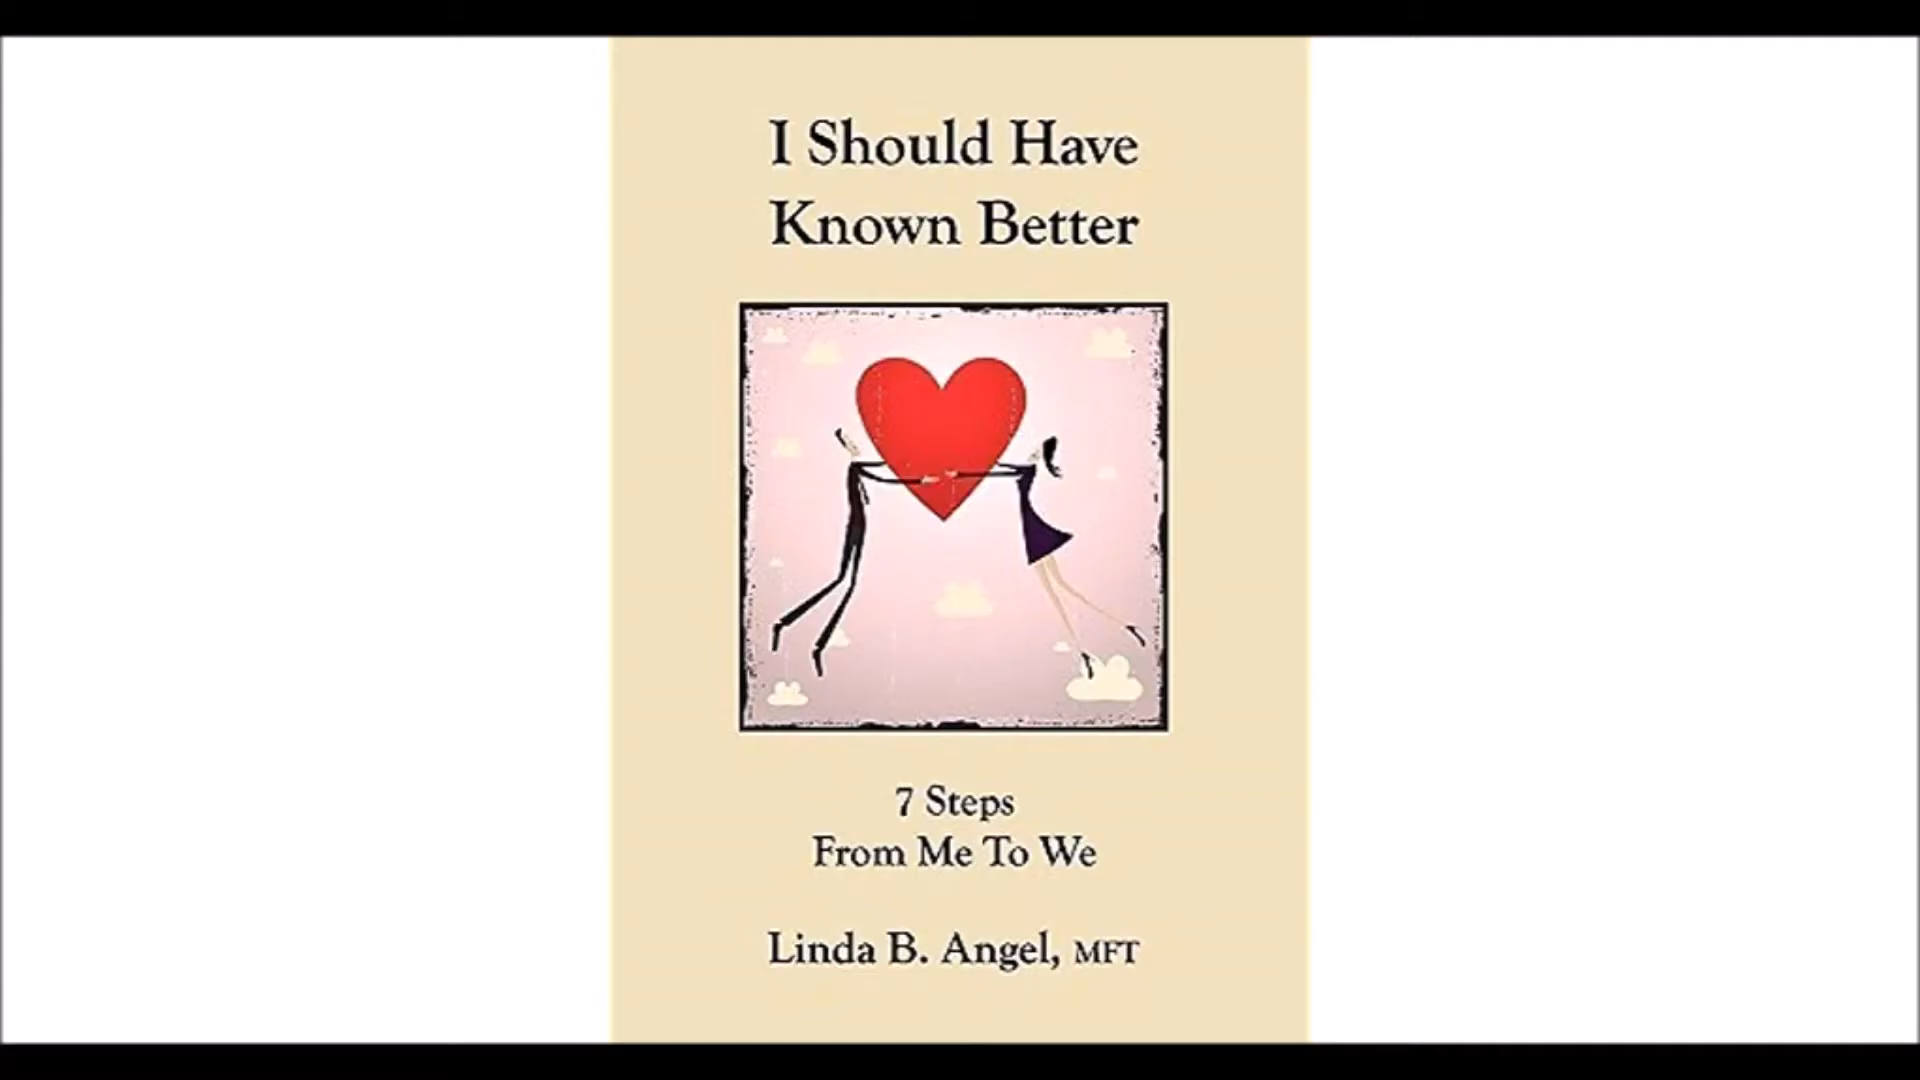 I Should Have
Known Better
7 Steps
From Me To We
Linda B. Angel, MFT